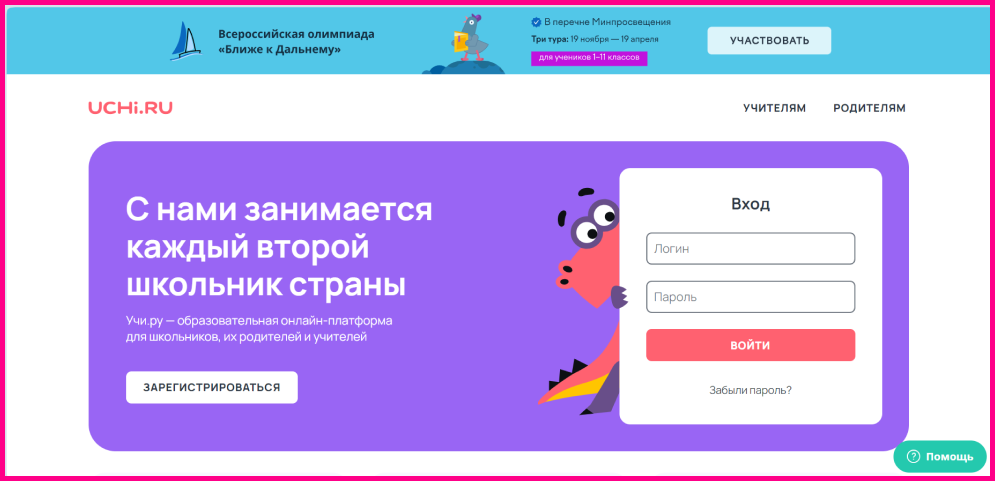 Всероссийская олимпиада
«Ближе к Дальнему»
В перечне Минпросвещения
Три тура: 19 ноября — 19 апреля
для учеников 1–11 классов
УЧАСТВОВАТЬ
UCHi.RU
УЧИТЕЛЯМ
РОДИТЕЛЯМ
С нами занимается
каждый второй
школьник страны
Учи.ру — образовательная онлайн-платформа
для школьников, их родителей и учителей
ЗАРЕГИСТРИРОВАТЬСЯ
Вход
Логин
Пароль
ВОЙТИ
Забыли пароль?
Помощь